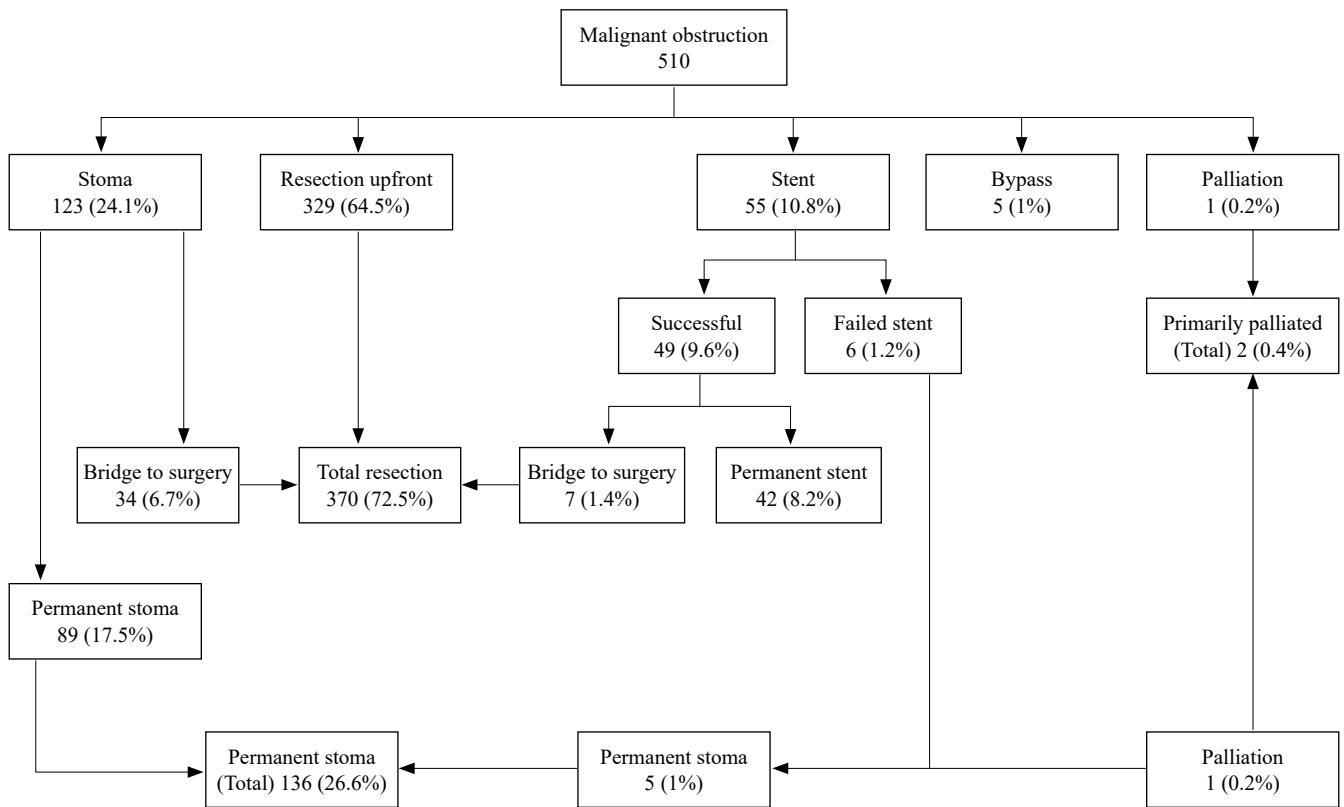 Malignant obstruction
510
Stoma
123 (24.1%)
Resection upfront
329 (64.5%)
Stent
55 (10.8%)
Bypass
5 (1%)
Palliation
1 (0.2%)
Successful
49 (9.6%)
Failed stent
6 (1.2%)
Primarily palliated
(Total) 2 (0.4%)
Bridge to surgery
34 (6.7%)
Total resection
370 (72.5%)
Bridge to surgery
7 (1.4%)
Permanent stent
42 (8.2%)
Permanent stoma
89 (17.5%)
Permanent stoma
(Total) 136 (26.6%)
Permanent stoma
5 (1%)
Palliation
1 (0.2%)